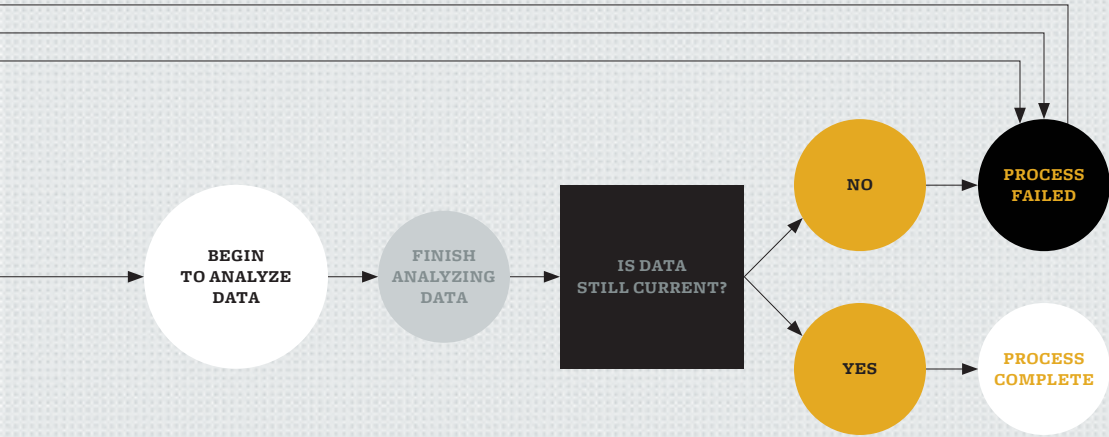 BEGIN
TO ANALYZE
DATA
FINISH
ANALYZING
DATA
IS DATA
STILL CURRENT?
NO
PROCESS
FAILED
YES
PROCESS
COMPLETE